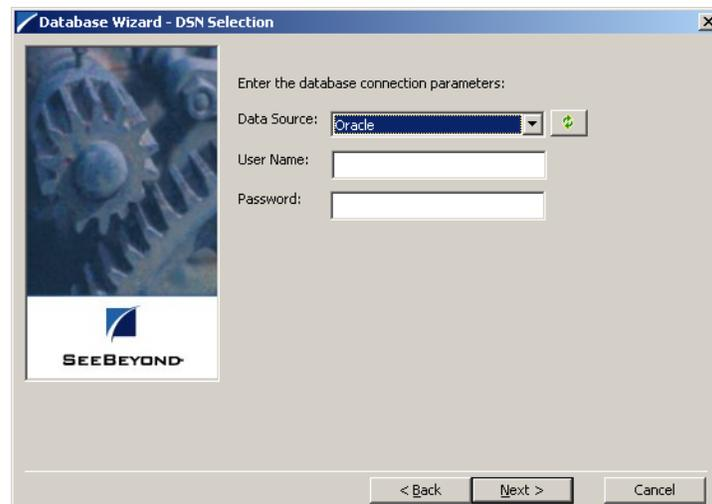 Database Wizard - DSN Selection
Enter the database connection parameters:
Data Source: Oracle
User Name:
Password:
SEEBEYOND
< Back Next > Cancel